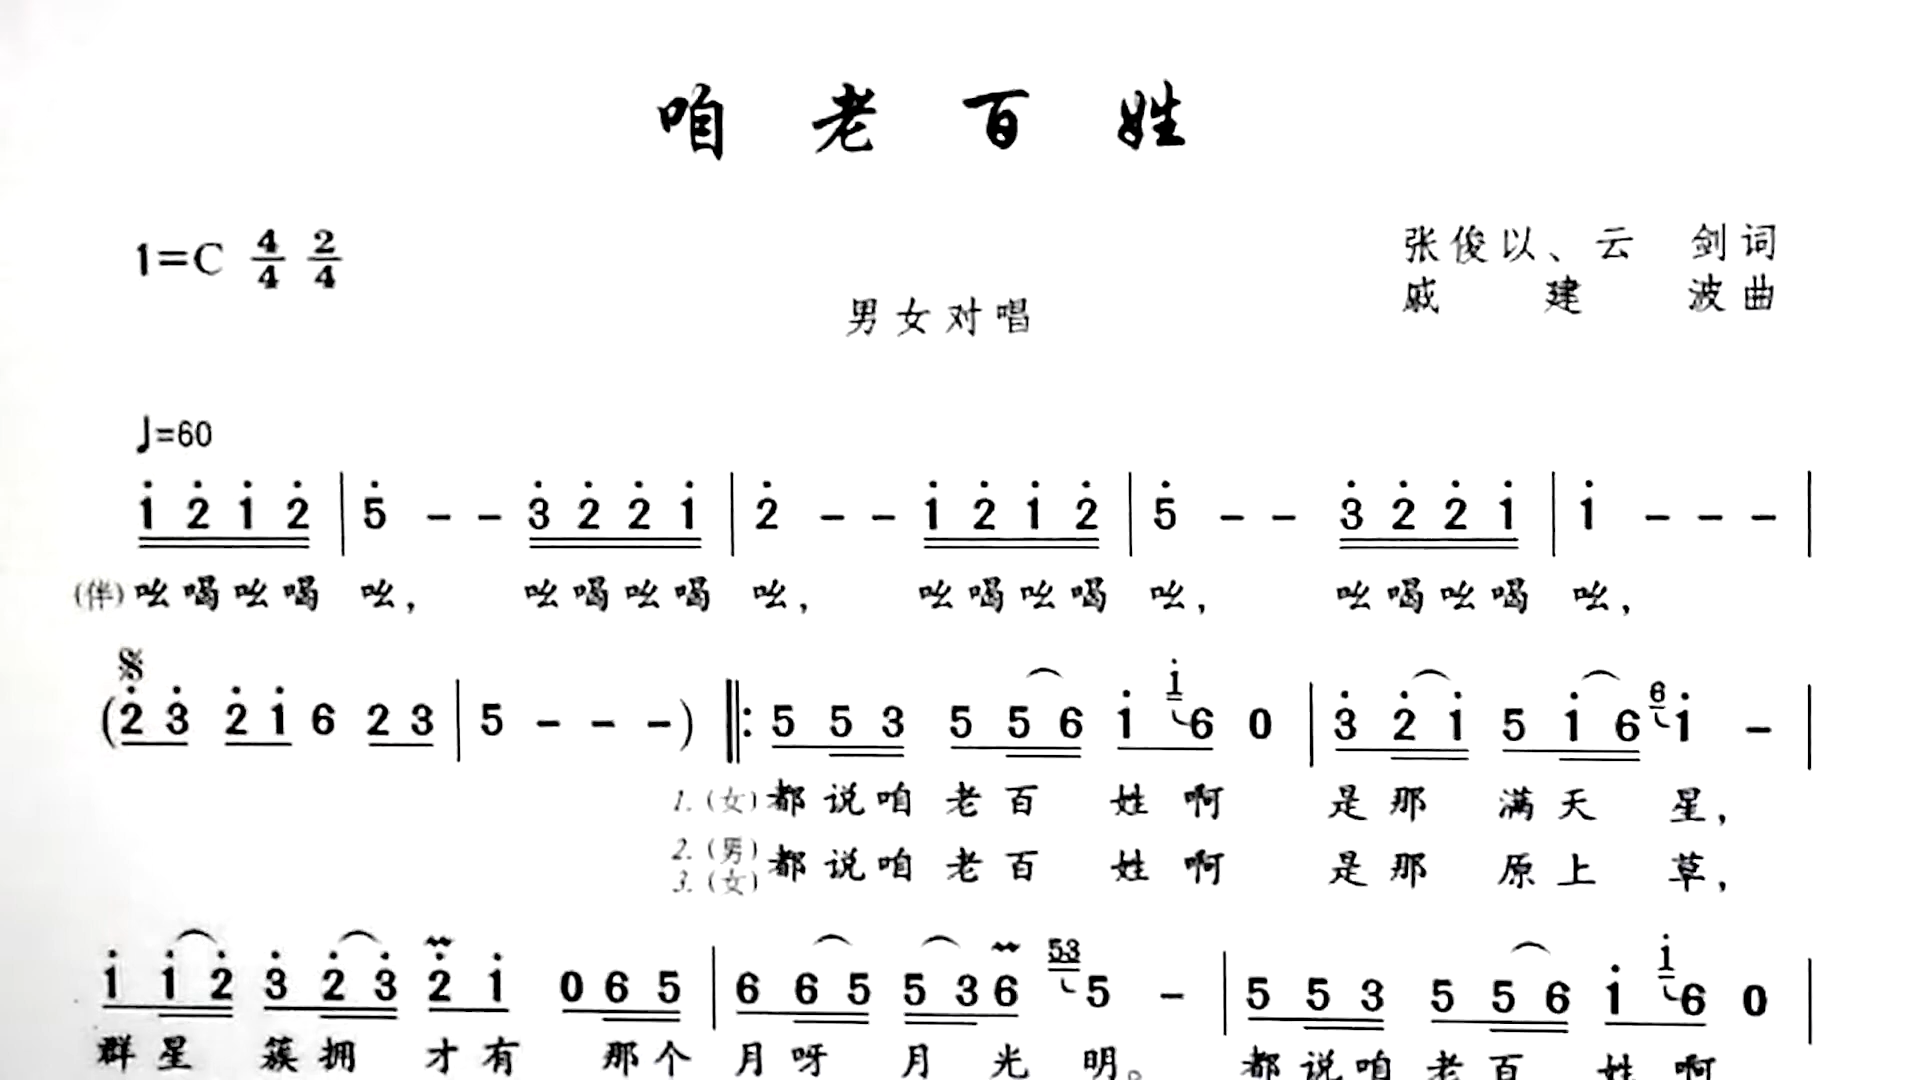 咱老百姓
1=C 4/4 2/4
张俊以、云 剑词
戚 建 波曲
男女对唱
♩=60
1̇ 2̇ 1̇ 2̇ | 5̇ - - 3̇ 2̇ 2̇ 1̇ | 2̇ - - 1̇ 2̇ 1̇ 2̇ | 5̇ - - 3̇ 2̇ 2̇ 1̇ | 1̇ - - - |
(伴)吆喝吆喝 吆, 吆喝吆喝 吆, 吆喝吆喝 吆, 吆喝吆喝 吆,
(2̇ 3̇ 2̇ 1̇ 6 2 3 | 5 - - -) ‖: 5 5 3 5 5 6 1̇ 1̇ 6 0 | 3̇ 2̇ 1̇ 5 1̇ 6 6 1̇ - |
1. (女) 都说咱 老百 姓啊 是那 满天 星,
2. (男)
3. (女) 都说咱 老百 姓啊 是那 原上 草,
1̇ 1̇ 2̇ 3̇ 2̇ 3̇ 2̇ 1̇ 0 6 5 | 6 6 5 5 3 6 53 5 - | 5 5 3 5 5 6 1̇ 1̇ 6 0 |
群星 簇拥 才有 那个 月呀 月光 明。 都说咱 老百 姓啊